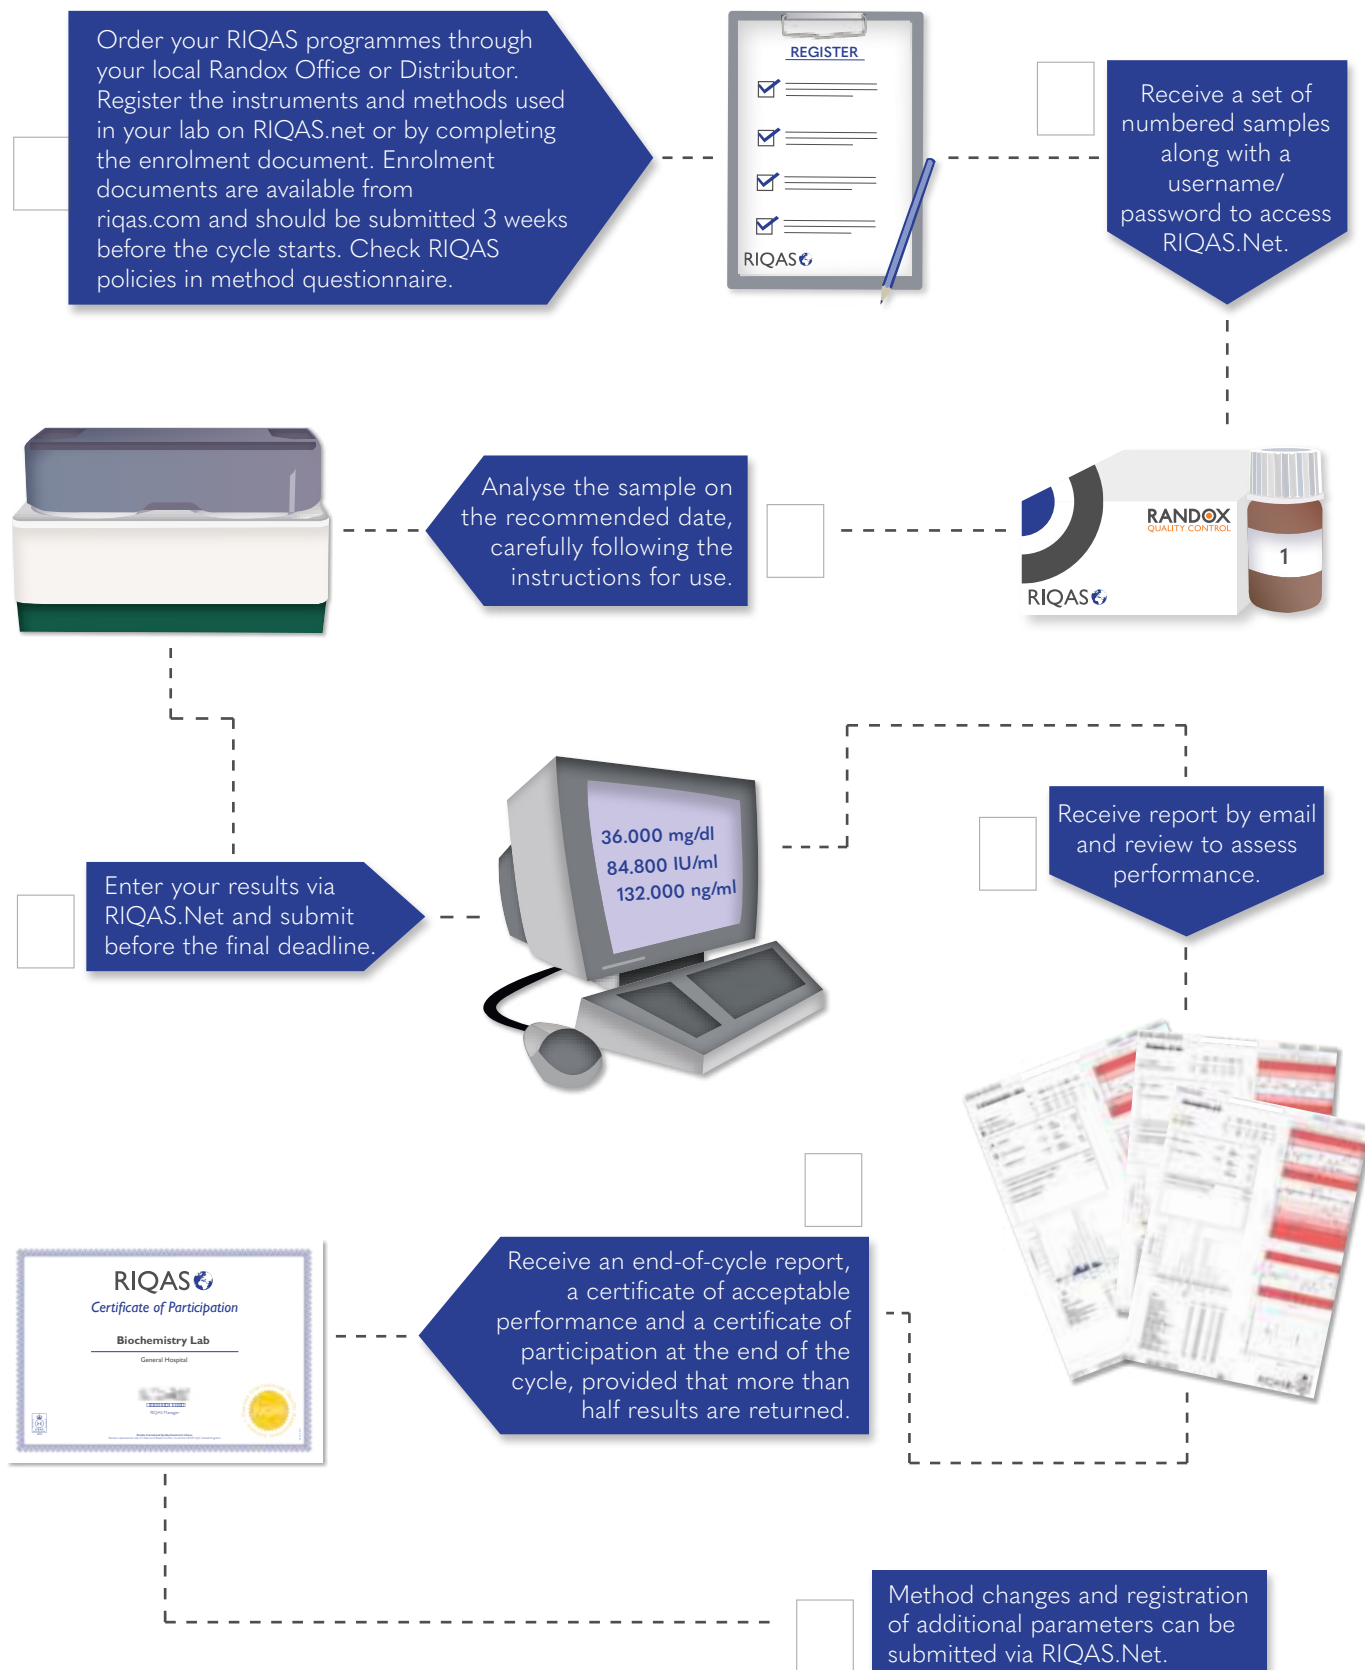 Order your RIQAS programmes through
your local Randox Office or Distributor.
Register the instruments and methods used
in your lab on RIQAS.net or by completing
the enrolment document. Enrolment
documents are available from
riqas.com and should be submitted 3 weeks
before the cycle starts. Check RIQAS
policies in method questionnaire.
REGISTER
RIQAS
Receive a set of
numbered samples
along with a
username/
password to access
RIQAS.Net.
RANDOX
QUALITY CONTROL
1
RIQAS
Analyse the sample on
the recommended date,
carefully following the
instructions for use.
Enter your results via
RIQAS.Net and submit
before the final deadline.
36.000 mg/dl
84.800 IU/ml
132.000 ng/ml
Receive report by email
and review to assess
performance.
Receive an end-of-cycle report,
a certificate of acceptable
performance and a certificate of
participation at the end of the
cycle, provided that more than
half results are returned.
RIQAS
Certificate of Participation
Biochemistry Lab
General Hospital
RIQAS Manager
Method changes and registration
of additional parameters can be
submitted via RIQAS.Net.